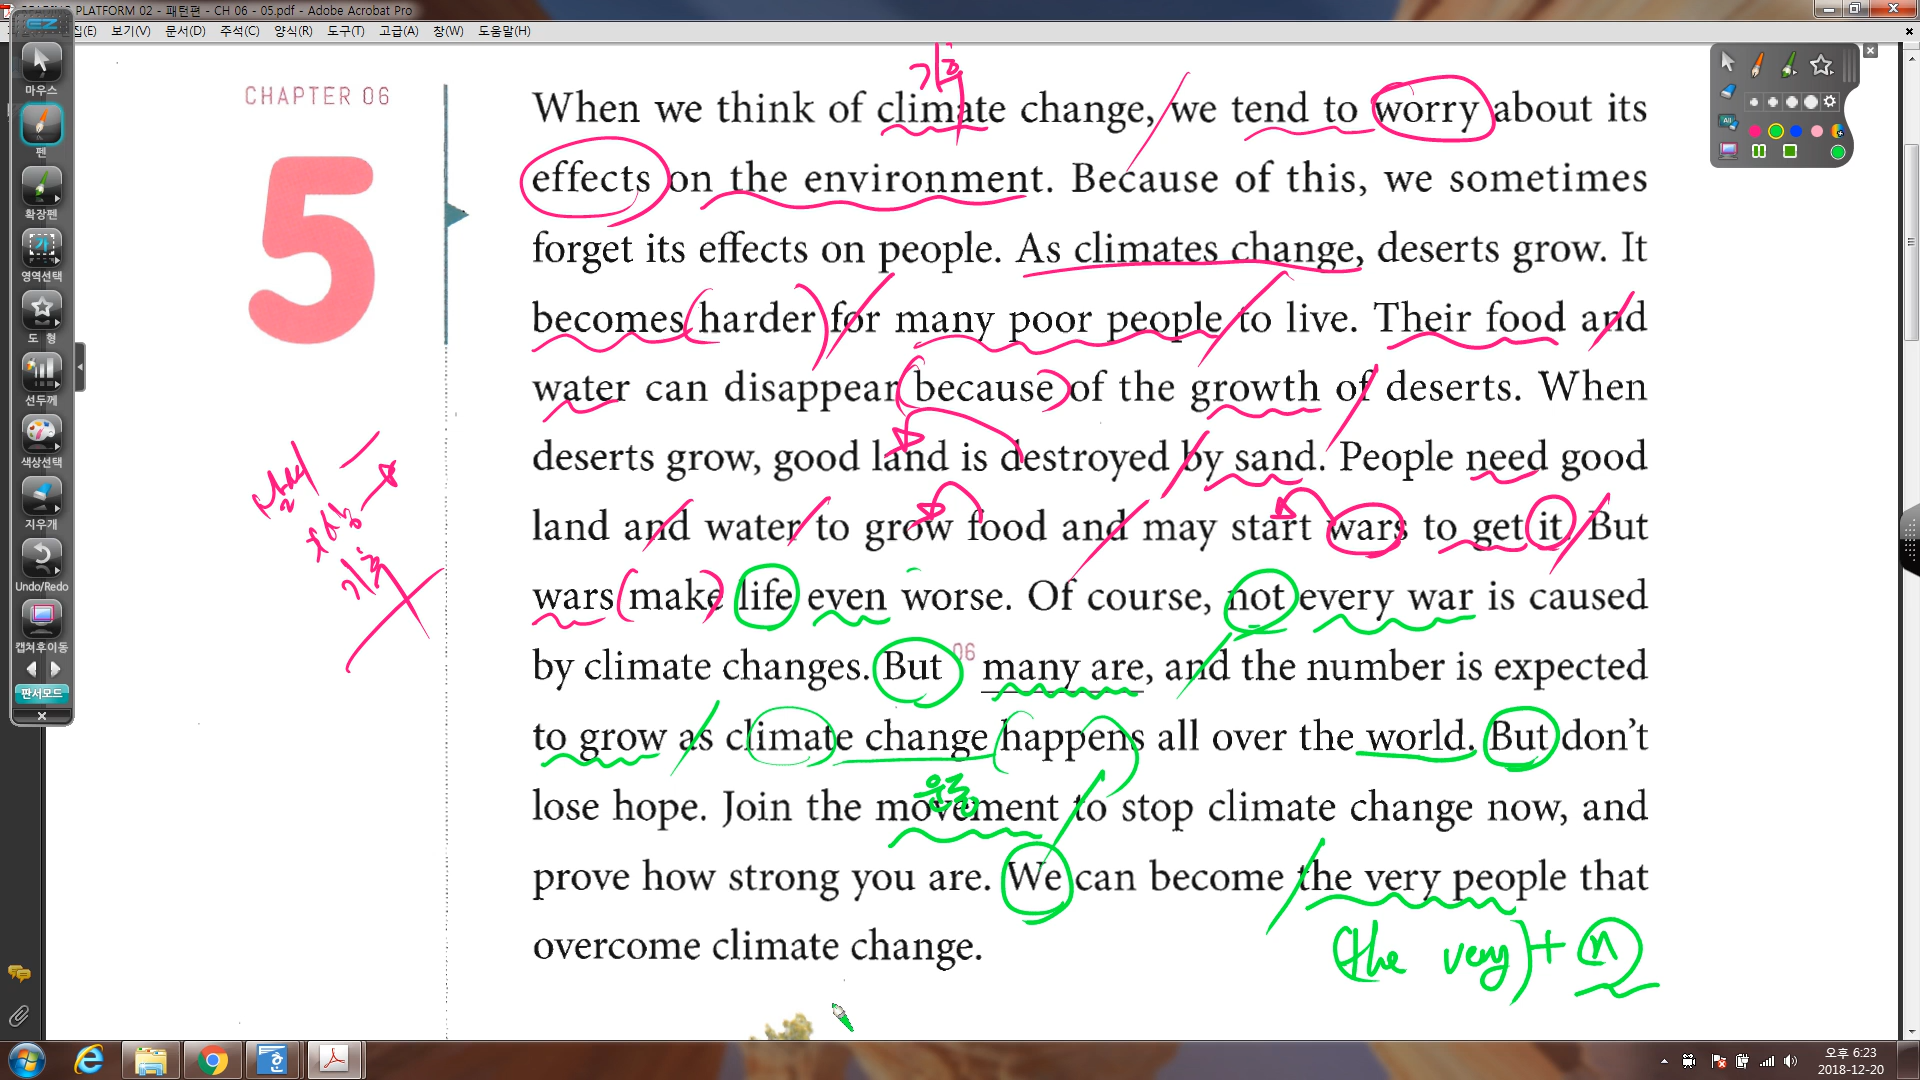 PLATFORM 02 - 패턴편 - CH 06 - 05.pdf - Adobe Acrobat Pro
보기(V) 문서(D) 주석(C) 양식(R) 도구(T) 고급(A) 창(W) 도움말(H)
EZ
마우스
펜
확장펜
가
영역선택
도 형
선두께
색상선택
지우개
Undo/Redo
캡쳐후이동
판서모드
CHAPTER 06
5
날씨
기후
기후
When we think of climate change, we tend to worry about its
effects on the environment. Because of this, we sometimes
forget its effects on people. As climates change, deserts grow. It
becomes harder for many poor people to live. Their food and
water can disappear because of the growth of deserts. When
deserts grow, good land is destroyed by sand. People need good
land and water to grow food and may start wars to get it. But
wars make life even worse. Of course, not every war is caused
by climate changes. But 06 many are, and the number is expected
to grow as climate change happens all over the world. But don't
운동
lose hope. Join the movement to stop climate change now, and
prove how strong you are. We can become the very people that
(the very) + n
overcome climate change.
All
오후 6:23
2018-12-20